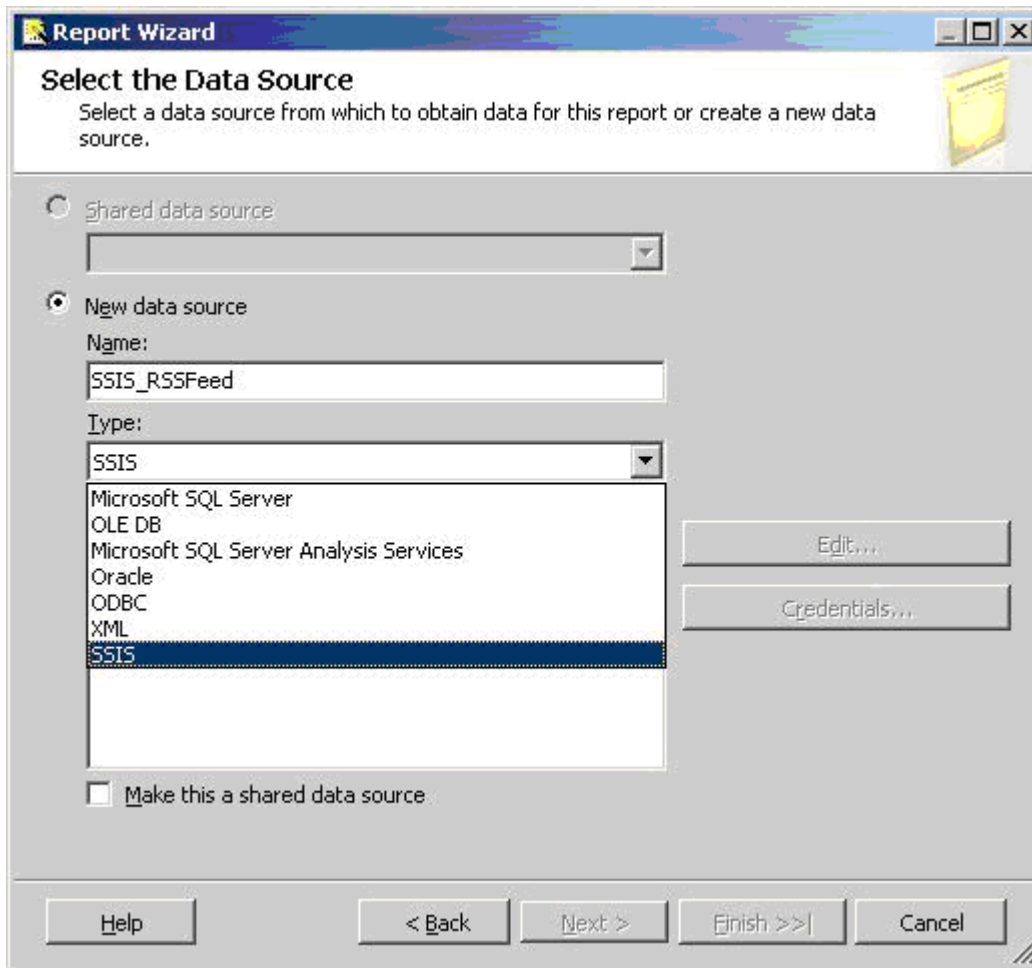 Report Wizard
Select the Data Source
Select a data source from which to obtain data for this report or create a new data
source.
Shared data source
New data source
Name:
SSIS_RSSFeed
Type:
SSIS
Microsoft SQL Server
OLE DB
Microsoft SQL Server Analysis Services
Oracle
ODBC
XML
SSIS
Edit...
Credentials...
Make this a shared data source
Help
< Back
Next >
Finish >>|
Cancel